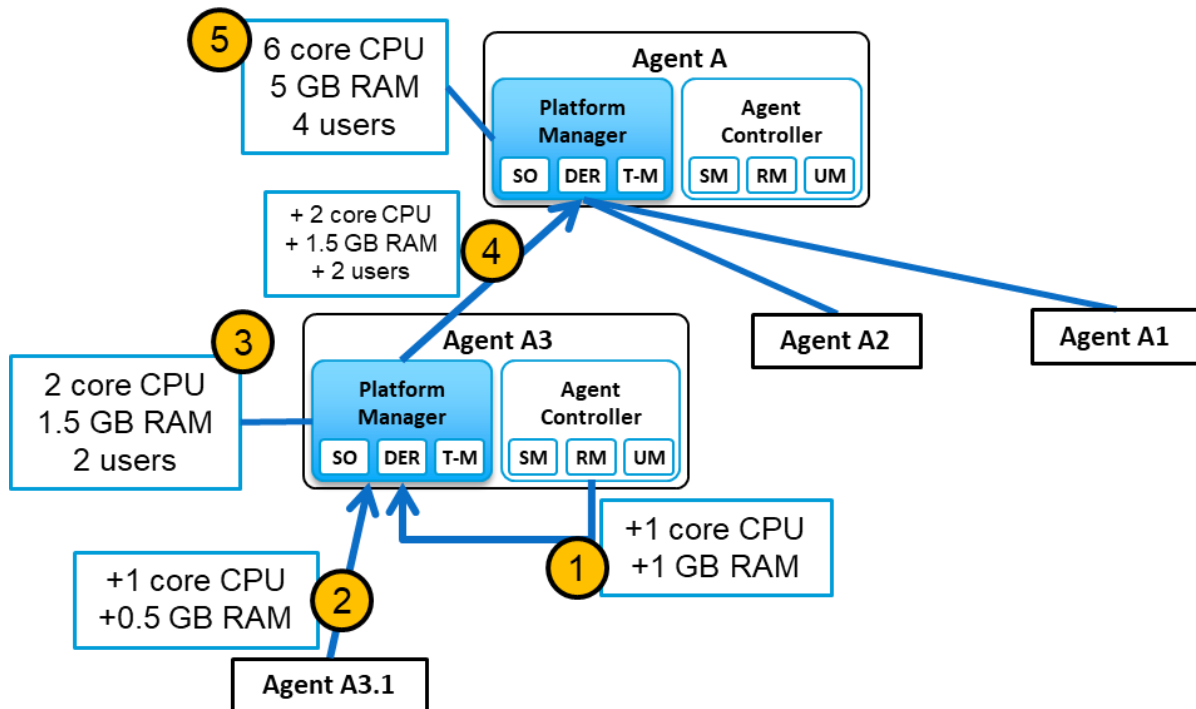 5
6 core CPU
5 GB RAM
4 users
Agent A
Platform
Manager
SO DER T-M
Agent
Controller
SM RM UM
+ 2 core CPU
+ 1.5 GB RAM
+ 2 users
4
Agent A2
Agent A1
3
2 core CPU
1.5 GB RAM
2 users
Agent A3
Platform
Manager
SO DER T-M
Agent
Controller
SM RM UM
1
+1 core CPU
+1 GB RAM
+1 core CPU
+0.5 GB RAM
2
Agent A3.1